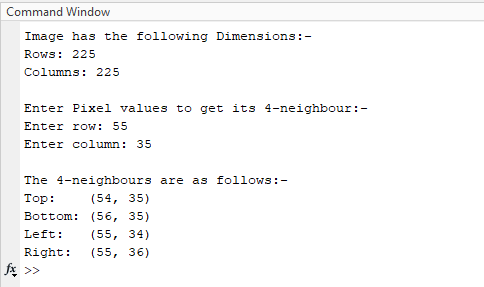 Command Window
Image has the following Dimensions:-
Rows: 225
Columns: 225
Enter Pixel values to get its 4-neighbour:-
Enter row: 55
Enter column: 35
The 4-neighbours are as follows:-
Top: (54, 35)
Bottom: (56, 35)
Left: (55, 34)
Right: (55, 36)
fx >>